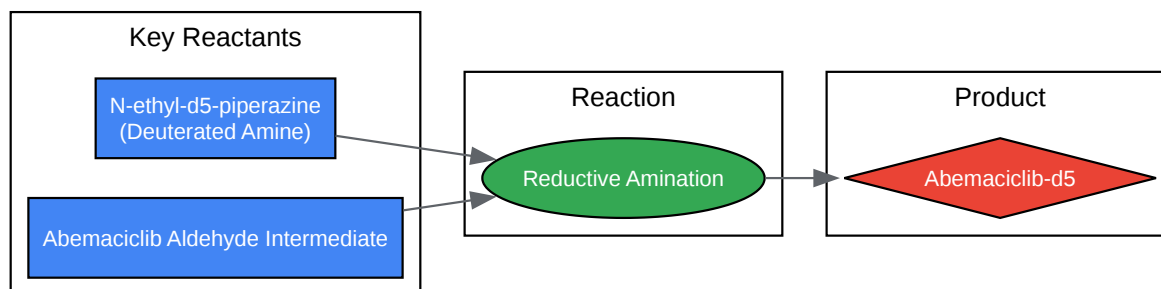 Key Reactants
N-ethyl-d5-piperazine
(Deuterated Amine)
Abemaciclib Aldehyde Intermediate
Reaction
Reductive Amination
Product
Abemaciclib-d5